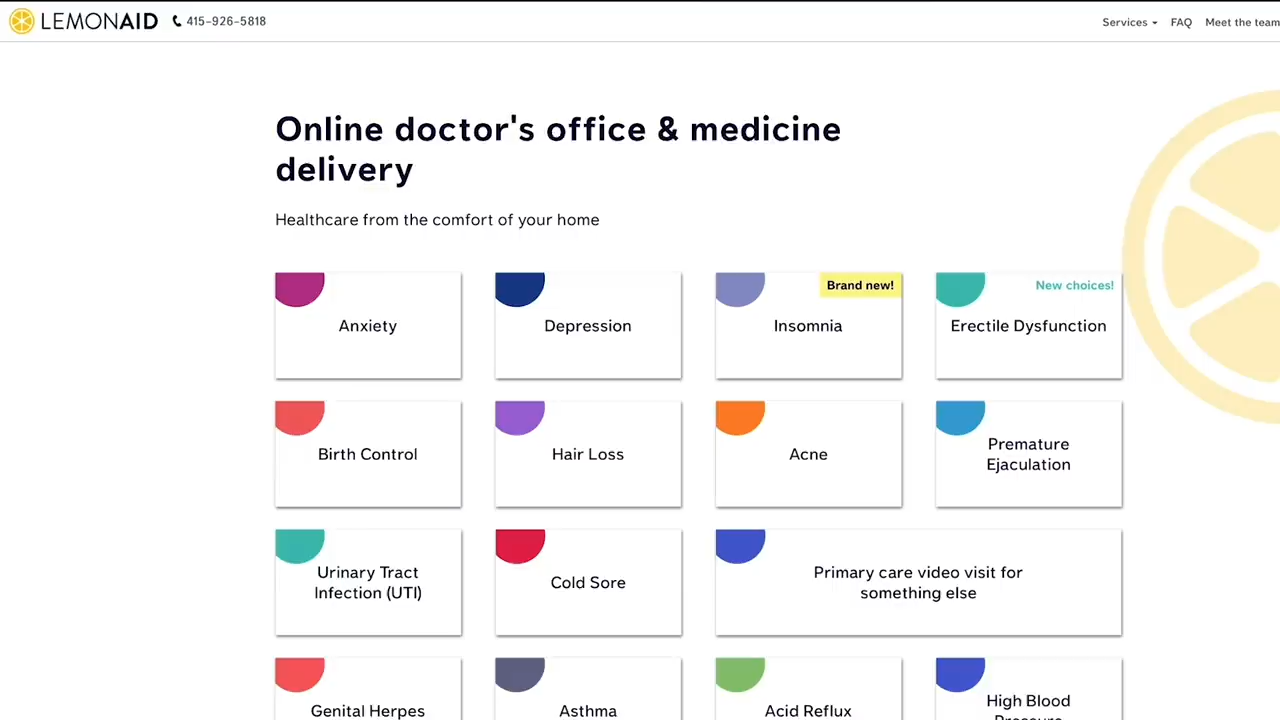 LEMONAID 415-926-5818 Services FAQ Meet the team
Online doctor's office & medicine
delivery
Healthcare from the comfort of your home
Anxiety
Depression
Brand new!
Insomnia
New choices!
Erectile Dysfunction
Birth Control
Hair Loss
Acne
Premature
Ejaculation
Urinary Tract
Infection (UTI)
Cold Sore
Primary care video visit for
something else
Genital Herpes
Asthma
Acid Reflux
High Blood
Pressure